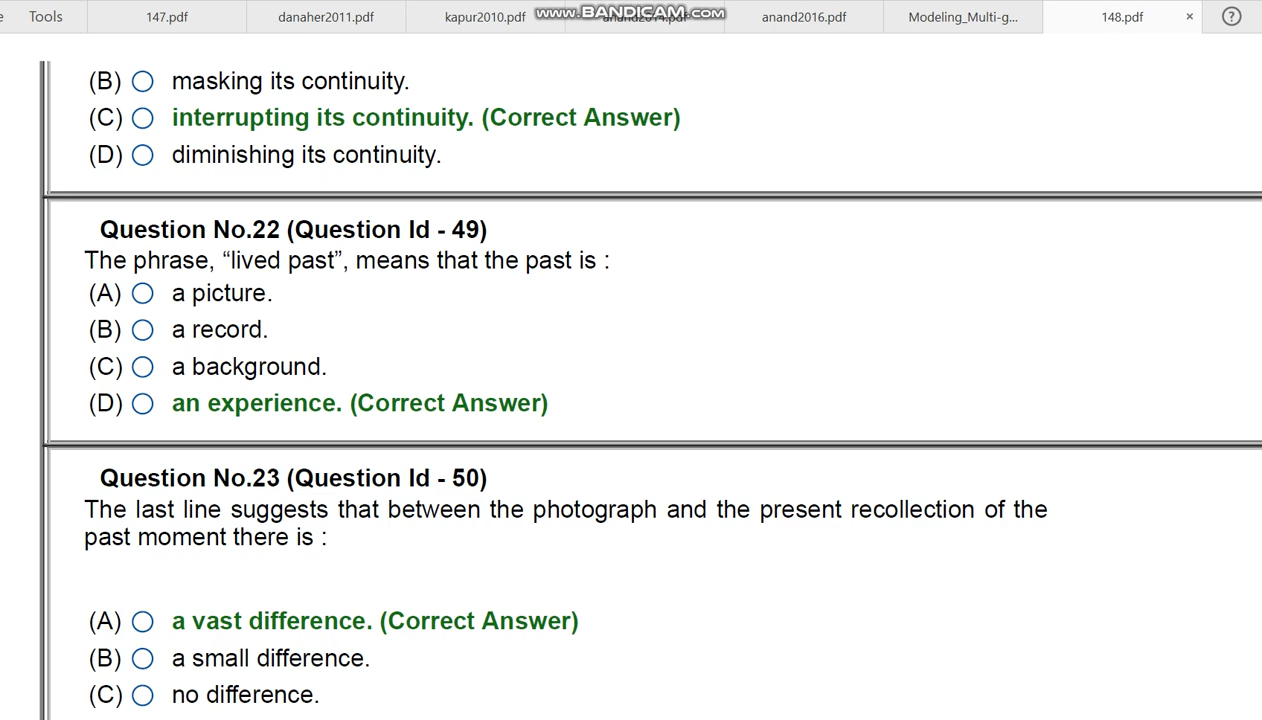 Tools 147.pdf danaher2011.pdf kapur2010.pdf anand2014.pdf anand2016.pdf Modeling_Multi-g... 148.pdf × ?
www.BANDICAM.com
(B) masking its continuity.
(C) interrupting its continuity. (Correct Answer)
(D) diminishing its continuity.
Question No.22 (Question Id - 49)
The phrase, “lived past”, means that the past is :
(A) a picture.
(B) a record.
(C) a background.
(D) an experience. (Correct Answer)
Question No.23 (Question Id - 50)
The last line suggests that between the photograph and the present recollection of the
past moment there is :
(A) a vast difference. (Correct Answer)
(B) a small difference.
(C) no difference.